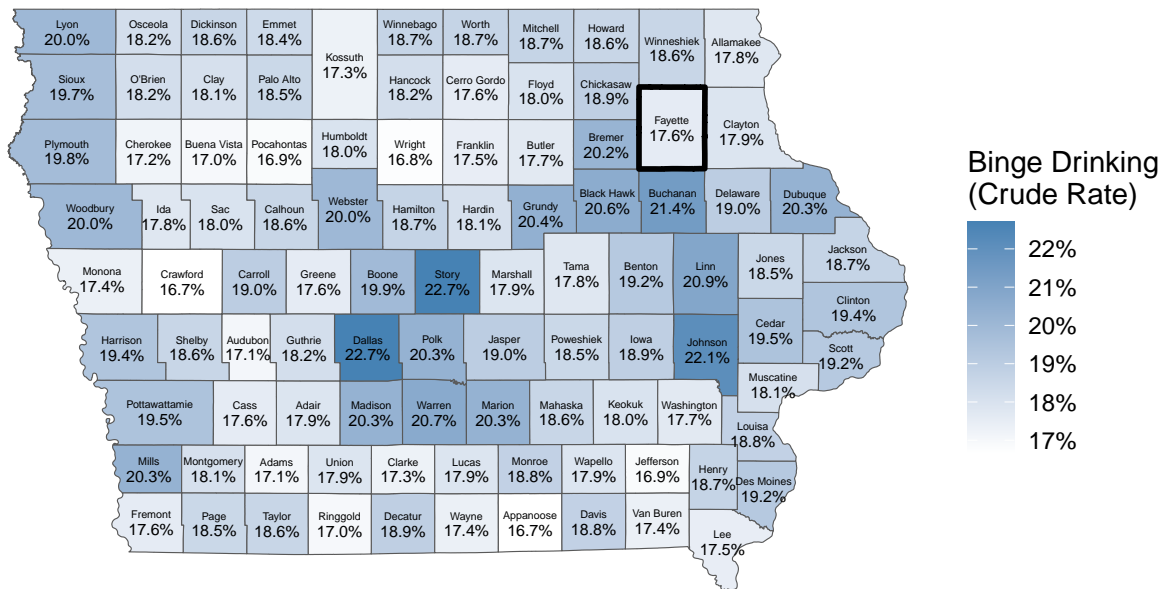 Lyon
20.0%
Osceola
18.2%
Dickinson
18.6%
Emmet
18.4%
Kossuth
17.3%
Winnebago
18.7%
Worth
18.7%
Mitchell
18.7%
Howard
18.6%
Winneshiek
18.6%
Allamakee
17.8%
Sioux
19.7%
O'Brien
18.2%
Clay
18.1%
Palo Alto
18.5%
Hancock
18.2%
Cerro Gordo
17.6%
Floyd
18.0%
Chickasaw
18.9%
Fayette
17.6%
Clayton
17.9%
Plymouth
19.8%
Cherokee
17.2%
Buena Vista
17.0%
Pocahontas
16.9%
Humboldt
18.0%
Wright
16.8%
Franklin
17.5%
Butler
17.7%
Bremer
20.2%
Woodbury
20.0%
Ida
17.8%
Sac
18.0%
Calhoun
18.6%
Webster
20.0%
Hamilton
18.7%
Hardin
18.1%
Grundy
20.4%
Black Hawk
20.6%
Buchanan
21.4%
Delaware
19.0%
Dubuque
20.3%
Monona
17.4%
Crawford
16.7%
Carroll
19.0%
Greene
17.6%
Boone
19.9%
Story
22.7%
Marshall
17.9%
Tama
17.8%
Benton
19.2%
Linn
20.9%
Jones
18.5%
Jackson
18.7%
Clinton
19.4%
Harrison
19.4%
Shelby
18.6%
Audubon
17.1%
Guthrie
18.2%
Dallas
22.7%
Polk
20.3%
Jasper
19.0%
Poweshiek
18.5%
Iowa
18.9%
Johnson
22.1%
Cedar
19.5%
Scott
19.2%
Muscatine
18.1%
Pottawattamie
19.5%
Cass
17.6%
Adair
17.9%
Madison
20.3%
Warren
20.7%
Marion
20.3%
Mahaska
18.6%
Keokuk
18.0%
Washington
17.7%
Louisa
18.8%
Mills
20.3%
Montgomery
18.1%
Adams
17.1%
Union
17.9%
Clarke
17.3%
Lucas
17.9%
Monroe
18.8%
Wapello
17.9%
Jefferson
16.9%
Henry
18.7%
Des Moines
19.2%
Fremont
17.6%
Page
18.5%
Taylor
18.6%
Ringgold
17.0%
Decatur
18.9%
Wayne
17.4%
Appanoose
16.7%
Davis
18.8%
Van Buren
17.4%
Lee
17.5%
Binge Drinking
(Crude Rate)
22%
21%
20%
19%
18%
17%